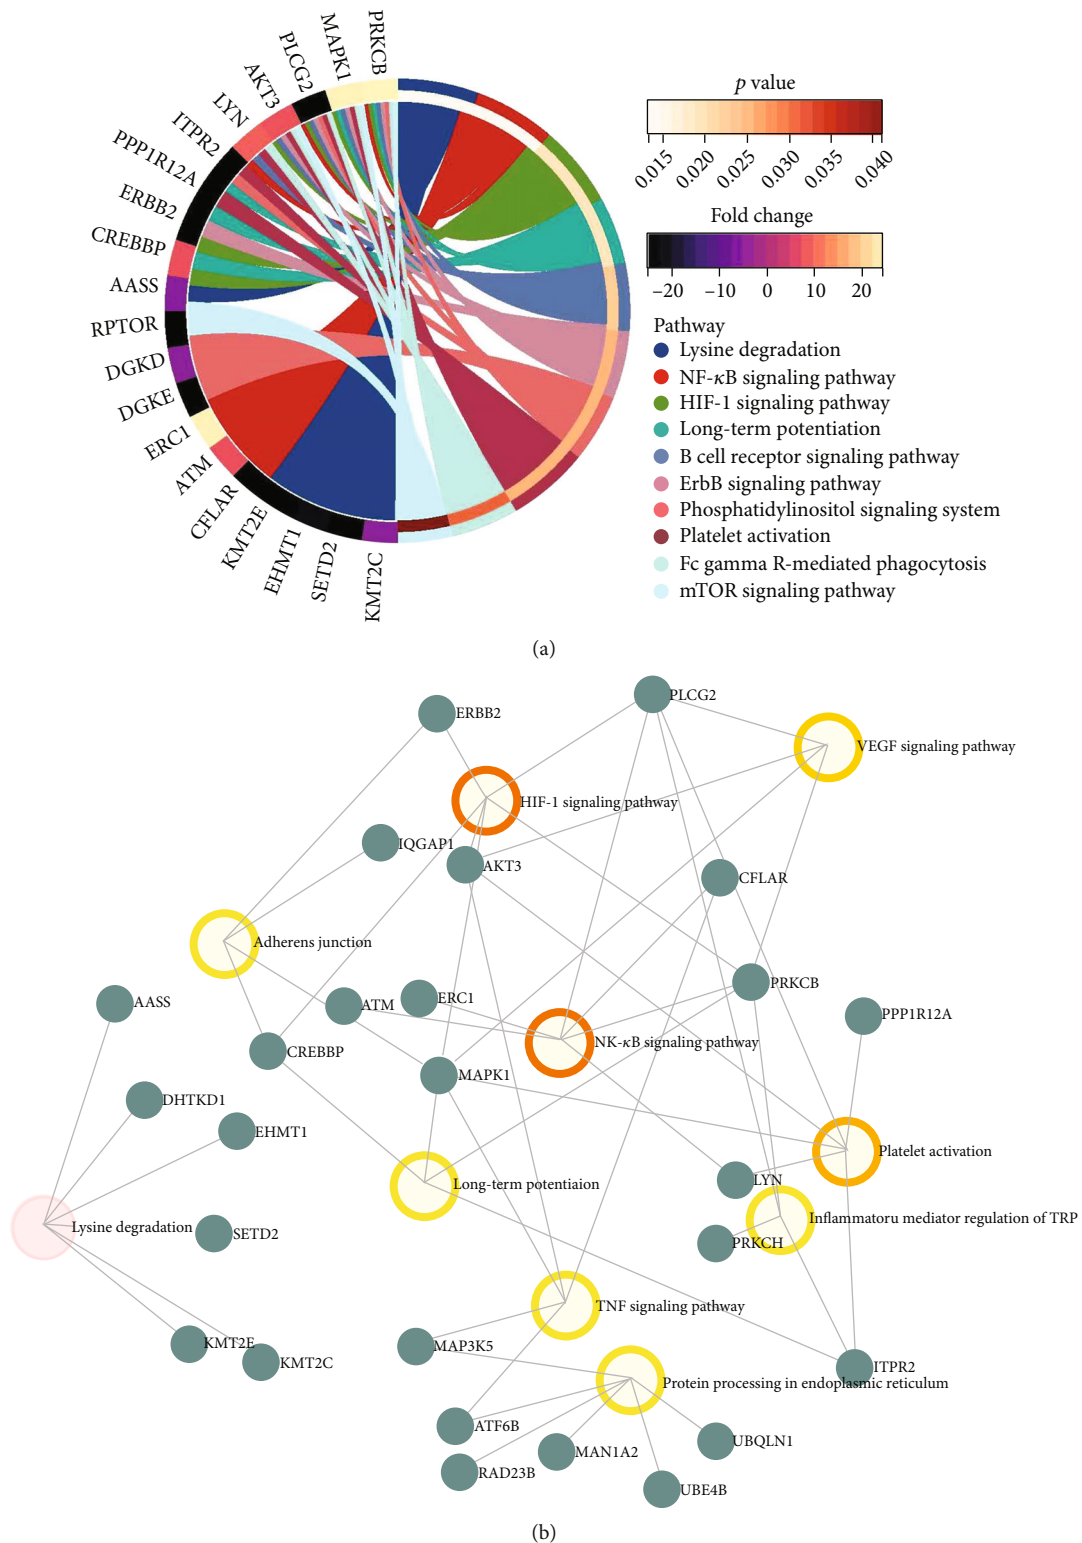 PRKCB
MAPK1
PLCG2
AKT3
LYN
ITPR2
PPP1R12A
ERBB2
CREBBP
AASS
RPTOR
DGKD
DGKE
ERC1
ATM
CFLAR
KMT2E
EHMT1
SETD2
KMT2C
p value
0.015 0.020 0.025 0.030 0.035 0.040
Fold change
−20 −10 0 10 20
Pathway
Lysine degradation
NF-κB signaling pathway
HIF-1 signaling pathway
Long-term potentiation
B cell receptor signaling pathway
ErbB signaling pathway
Phosphatidylinositol signaling system
Platelet activation
Fc gamma R-mediated phagocytosis
mTOR signaling pathway
(a)
PLCG2
ERBB2
VEGF signaling pathway
HIF-1 signaling pathway
IQGAP1
AKT3
CFLAR
Adherens junction
PRKCB
ERC1
AASS
ATM
PPP1R12A
NK-κB signaling pathway
CREBBP
MAPK1
DHTKD1
EHMT1
Platelet activation
LYN
Long-term potentiaion
Inflammatoru mediator regulation of TRP
Lysine degradation
SETD2
PRKCH
TNF signaling pathway
KMT2E
MAP3K5
KMT2C
ITPR2
Protein processing in endoplasmic reticulum
ATF6B
UBQLN1
MAN1A2
RAD23B
UBE4B
(b)